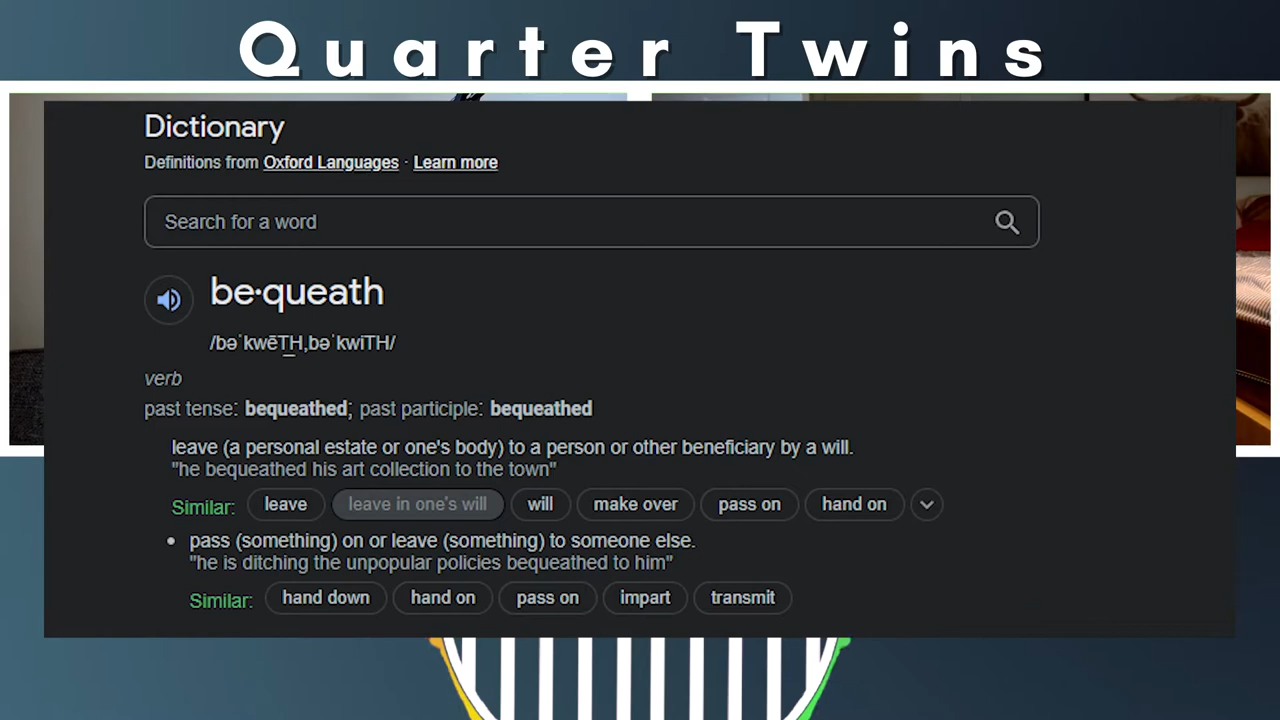 Quarter Twins
Dictionary
Definitions from Oxford Languages · Learn more
Search for a word
be·queath
/bəˈkwēT͟H,bəˈkwiTH/
verb
past tense: bequeathed; past participle: bequeathed
leave (a personal estate or one's body) to a person or other beneficiary by a will.
"he bequeathed his art collection to the town"
Similar: leave leave in one's will will make over pass on hand on
• pass (something) on or leave (something) to someone else.
"he is ditching the unpopular policies bequeathed to him"
Similar: hand down hand on pass on impart transmit